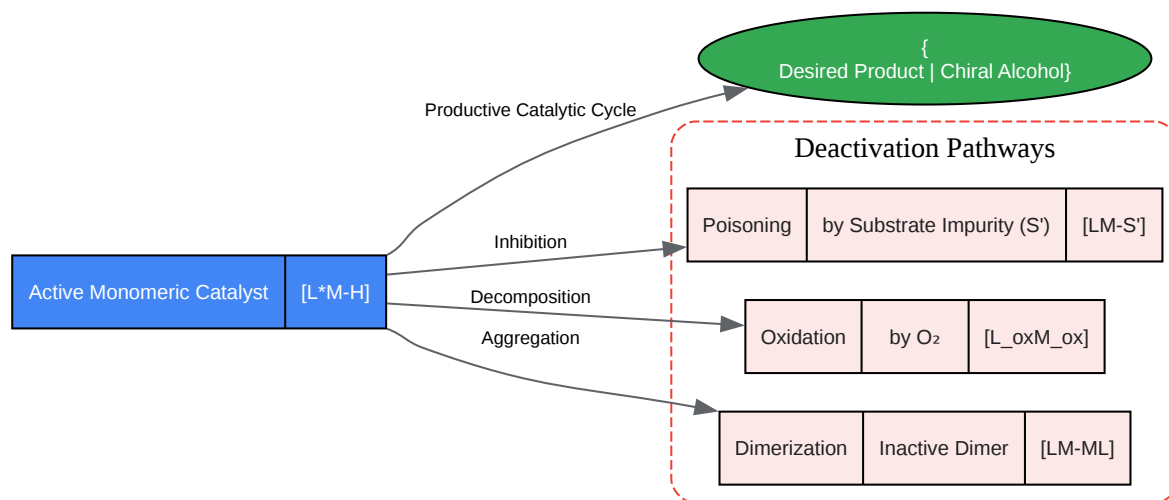 {
Desired Product | Chiral Alcohol}
Productive Catalytic Cycle
Deactivation Pathways
Poisoning by Substrate Impurity (S') [LM-S']
Inhibition
Active Monomeric Catalyst [L*M-H]
Decomposition
Oxidation by O₂ [L_oxM_ox]
Aggregation
Dimerization Inactive Dimer [LM-ML]